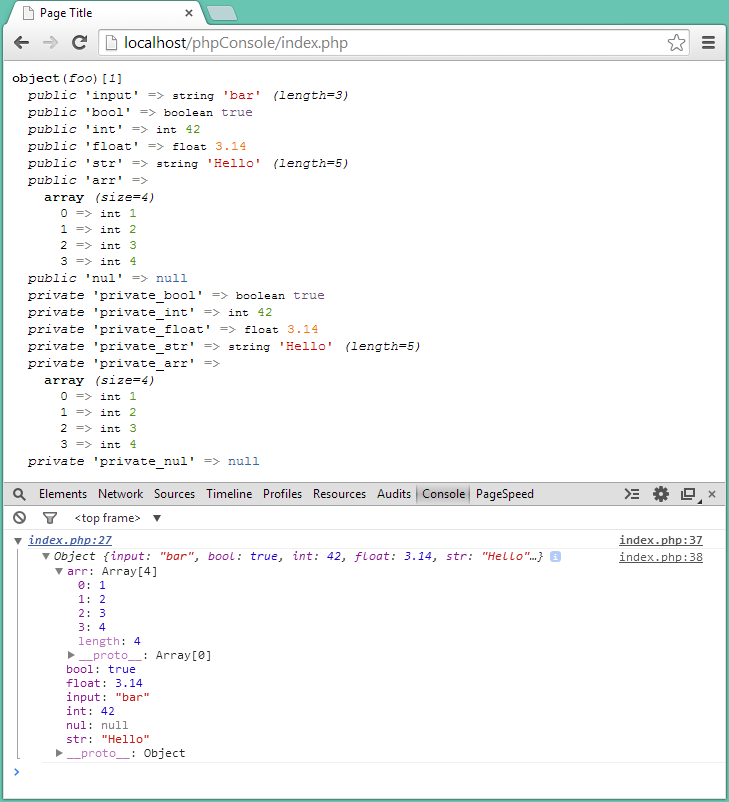 Page Title
localhost/phpConsole/index.php
object(foo)[1]
public 'input' => string 'bar' (length=3)
public 'bool' => boolean true
public 'int' => int 42
public 'float' => float 3.14
public 'str' => string 'Hello' (length=5)
public 'arr' =>
array (size=4)
0 => int 1
1 => int 2
2 => int 3
3 => int 4
public 'nul' => null
private 'private_bool' => boolean true
private 'private_int' => int 42
private 'private_float' => float 3.14
private 'private_str' => string 'Hello' (length=5)
private 'private_arr' =>
array (size=4)
0 => int 1
1 => int 2
2 => int 3
3 => int 4
private 'private_nul' => null
Elements Network Sources Timeline Profiles Resources Audits Console PageSpeed
<top frame>
index.php:27 index.php:37
Object {input: "bar", bool: true, int: 42, float: 3.14, str: "Hello"…} index.php:38
arr: Array[4]
0: 1
1: 2
2: 3
3: 4
length: 4
__proto__: Array[0]
bool: true
float: 3.14
input: "bar"
int: 42
nul: null
str: "Hello"
__proto__: Object